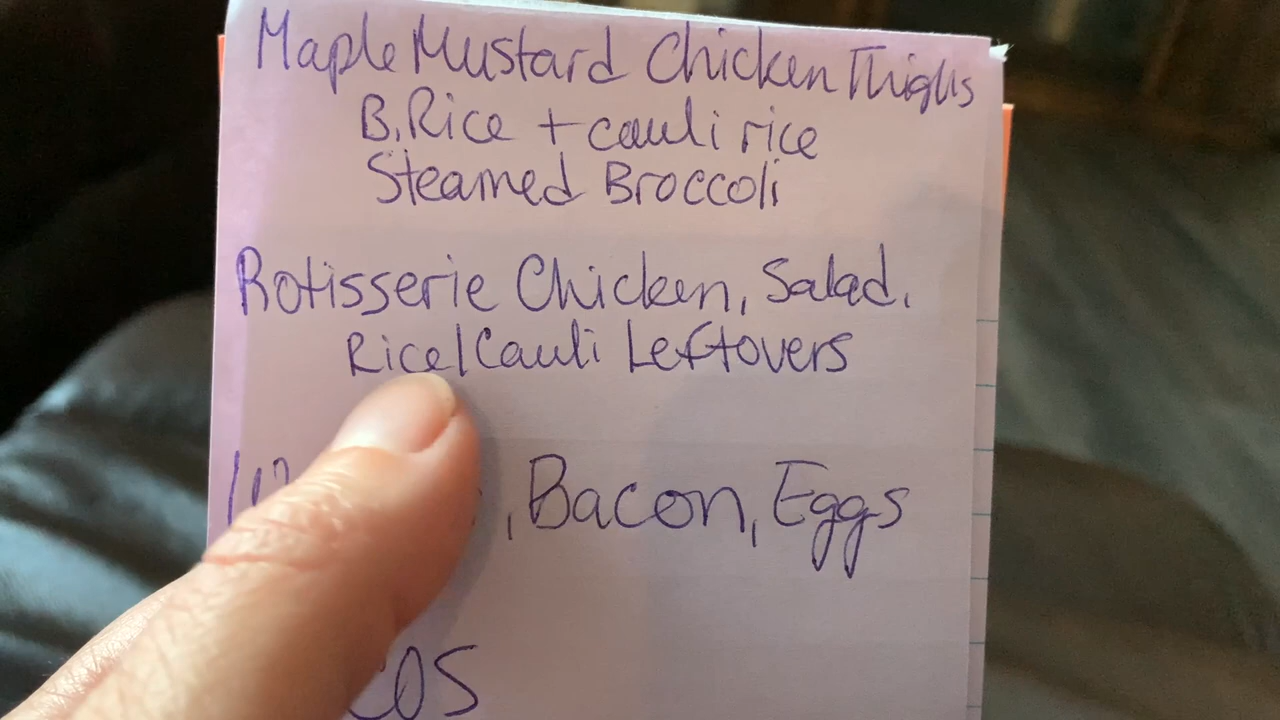 Maple Mustard Chicken Thighs
B. Rice + cauli rice
Steamed Broccoli
Rotisserie Chicken, Salad.
Rice/Cauli Leftovers
, Bacon, Eggs